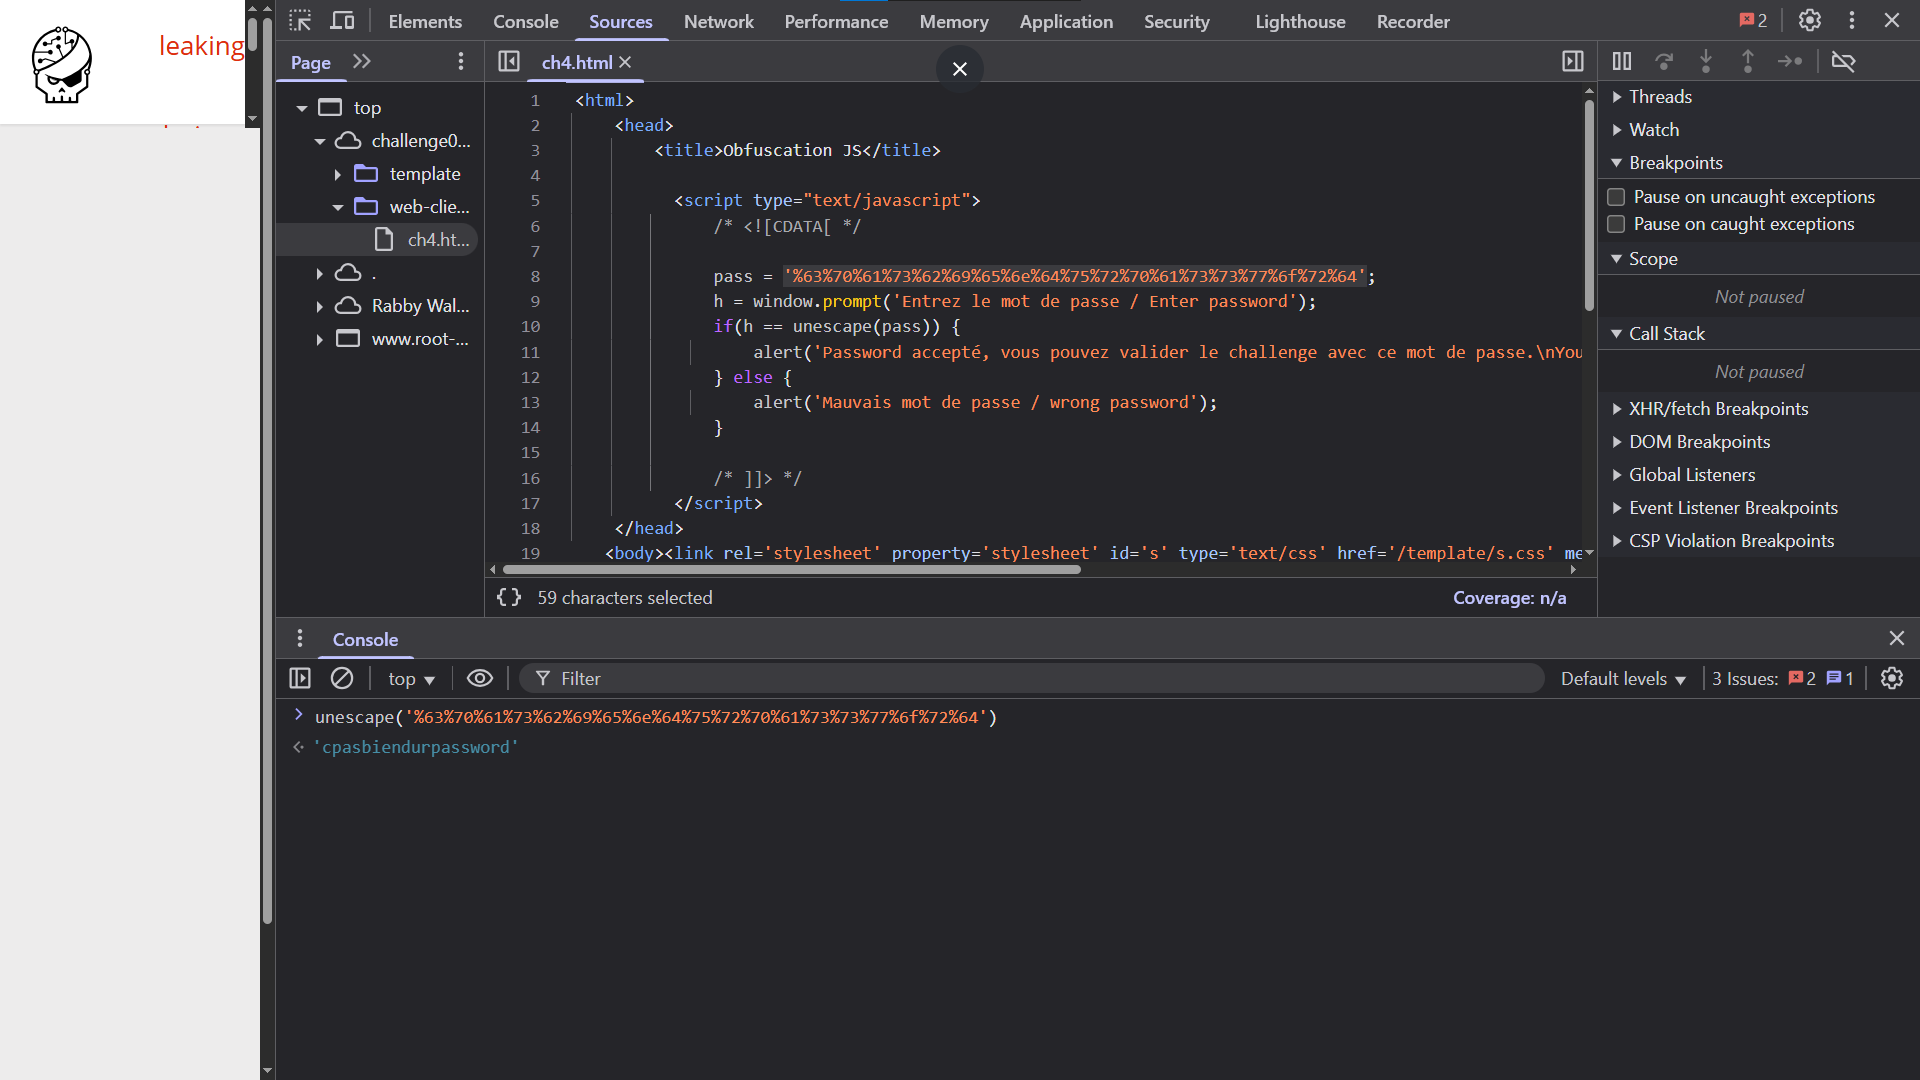 leaking
Elements Console Sources Network Performance Memory Application Security Lighthouse Recorder 2
Page
ch4.html
top
challenge0...
template
web-clie...
ch4.ht...
.
Rabby Wal...
www.root-...
1 <html>
2 <head>
3 <title>Obfuscation JS</title>
4
5 <script type="text/javascript">
6 /* <![CDATA[ */
7
8 pass = '%63%70%61%73%62%69%65%6e%64%75%72%70%61%73%73%77%6f%72%64';
9 h = window.prompt('Entrez le mot de passe / Enter password');
10 if(h == unescape(pass)) {
11 alert('Password accepté, vous pouvez valider le challenge avec ce mot de passe.\nYou
12 } else {
13 alert('Mauvais mot de passe / wrong password');
14 }
15
16 /* ]]> */
17 </script>
18 </head>
19 <body><link rel='stylesheet' property='stylesheet' id='s' type='text/css' href='/template/s.css' me
{} 59 characters selected
Coverage: n/a
Threads
Watch
Breakpoints
Pause on uncaught exceptions
Pause on caught exceptions
Scope
Not paused
Call Stack
Not paused
XHR/fetch Breakpoints
DOM Breakpoints
Global Listeners
Event Listener Breakpoints
CSP Violation Breakpoints
Console
top
Filter
Default levels
3 Issues: 2 1
unescape('%63%70%61%73%62%69%65%6e%64%75%72%70%61%73%73%77%6f%72%64')
'cpasbiendurpassword'